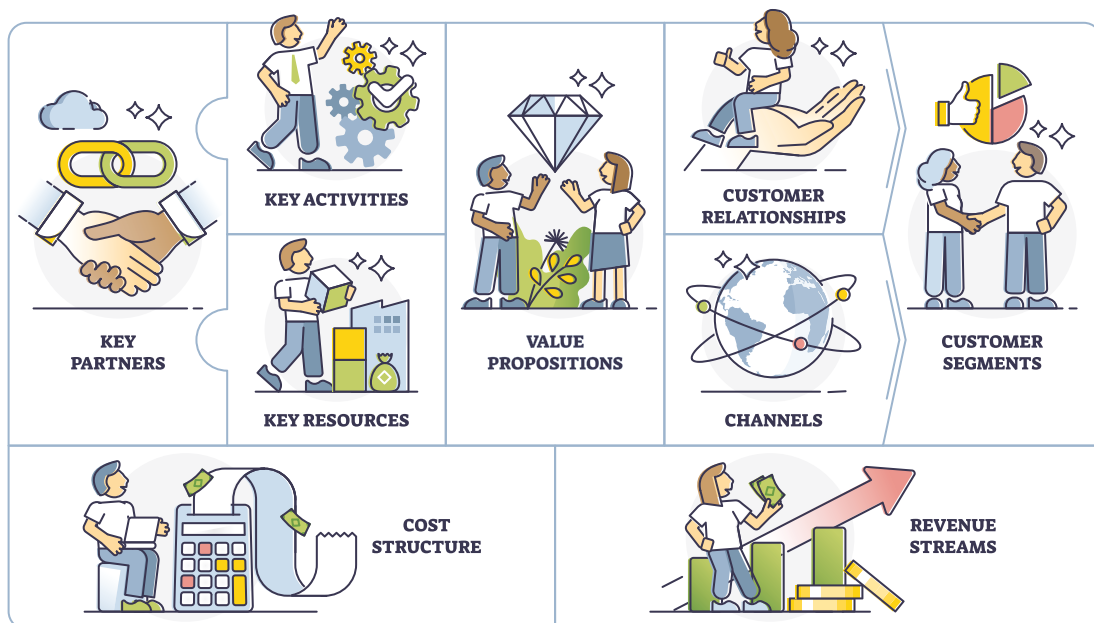 KEY
PARTNERS
KEY ACTIVITIES
KEY RESOURCES
VALUE
PROPOSITIONS
CUSTOMER
RELATIONSHIPS
CHANNELS
CUSTOMER
SEGMENTS
COST
STRUCTURE
REVENUE
STREAMS